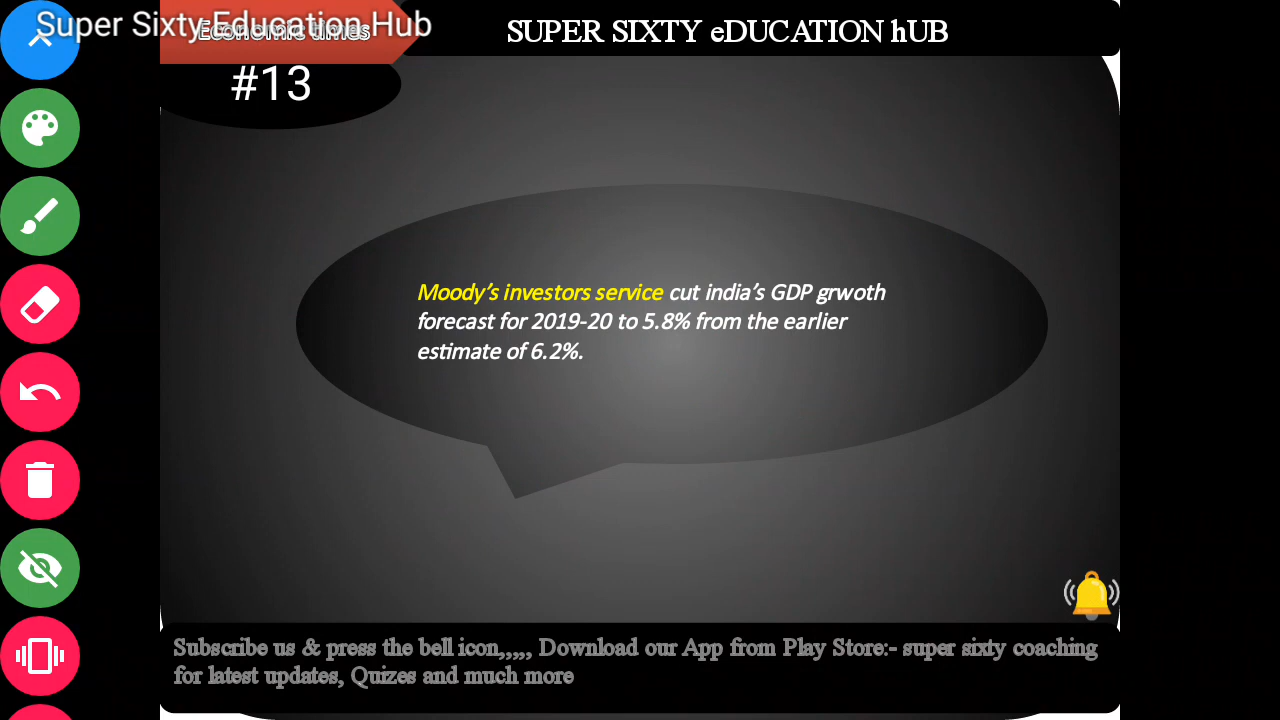 Super Sixty Education Hub
Economic times
SUPER SIXTY eDUCATION hUB
#13
Moody's investors service cut india's GDP grwoth
forecast for 2019-20 to 5.8% from the earlier
estimate of 6.2%.
Subscribe us & press the bell icon,,,,, Download our App from Play Store:- super sixty coaching
for latest updates, Quizes and much more